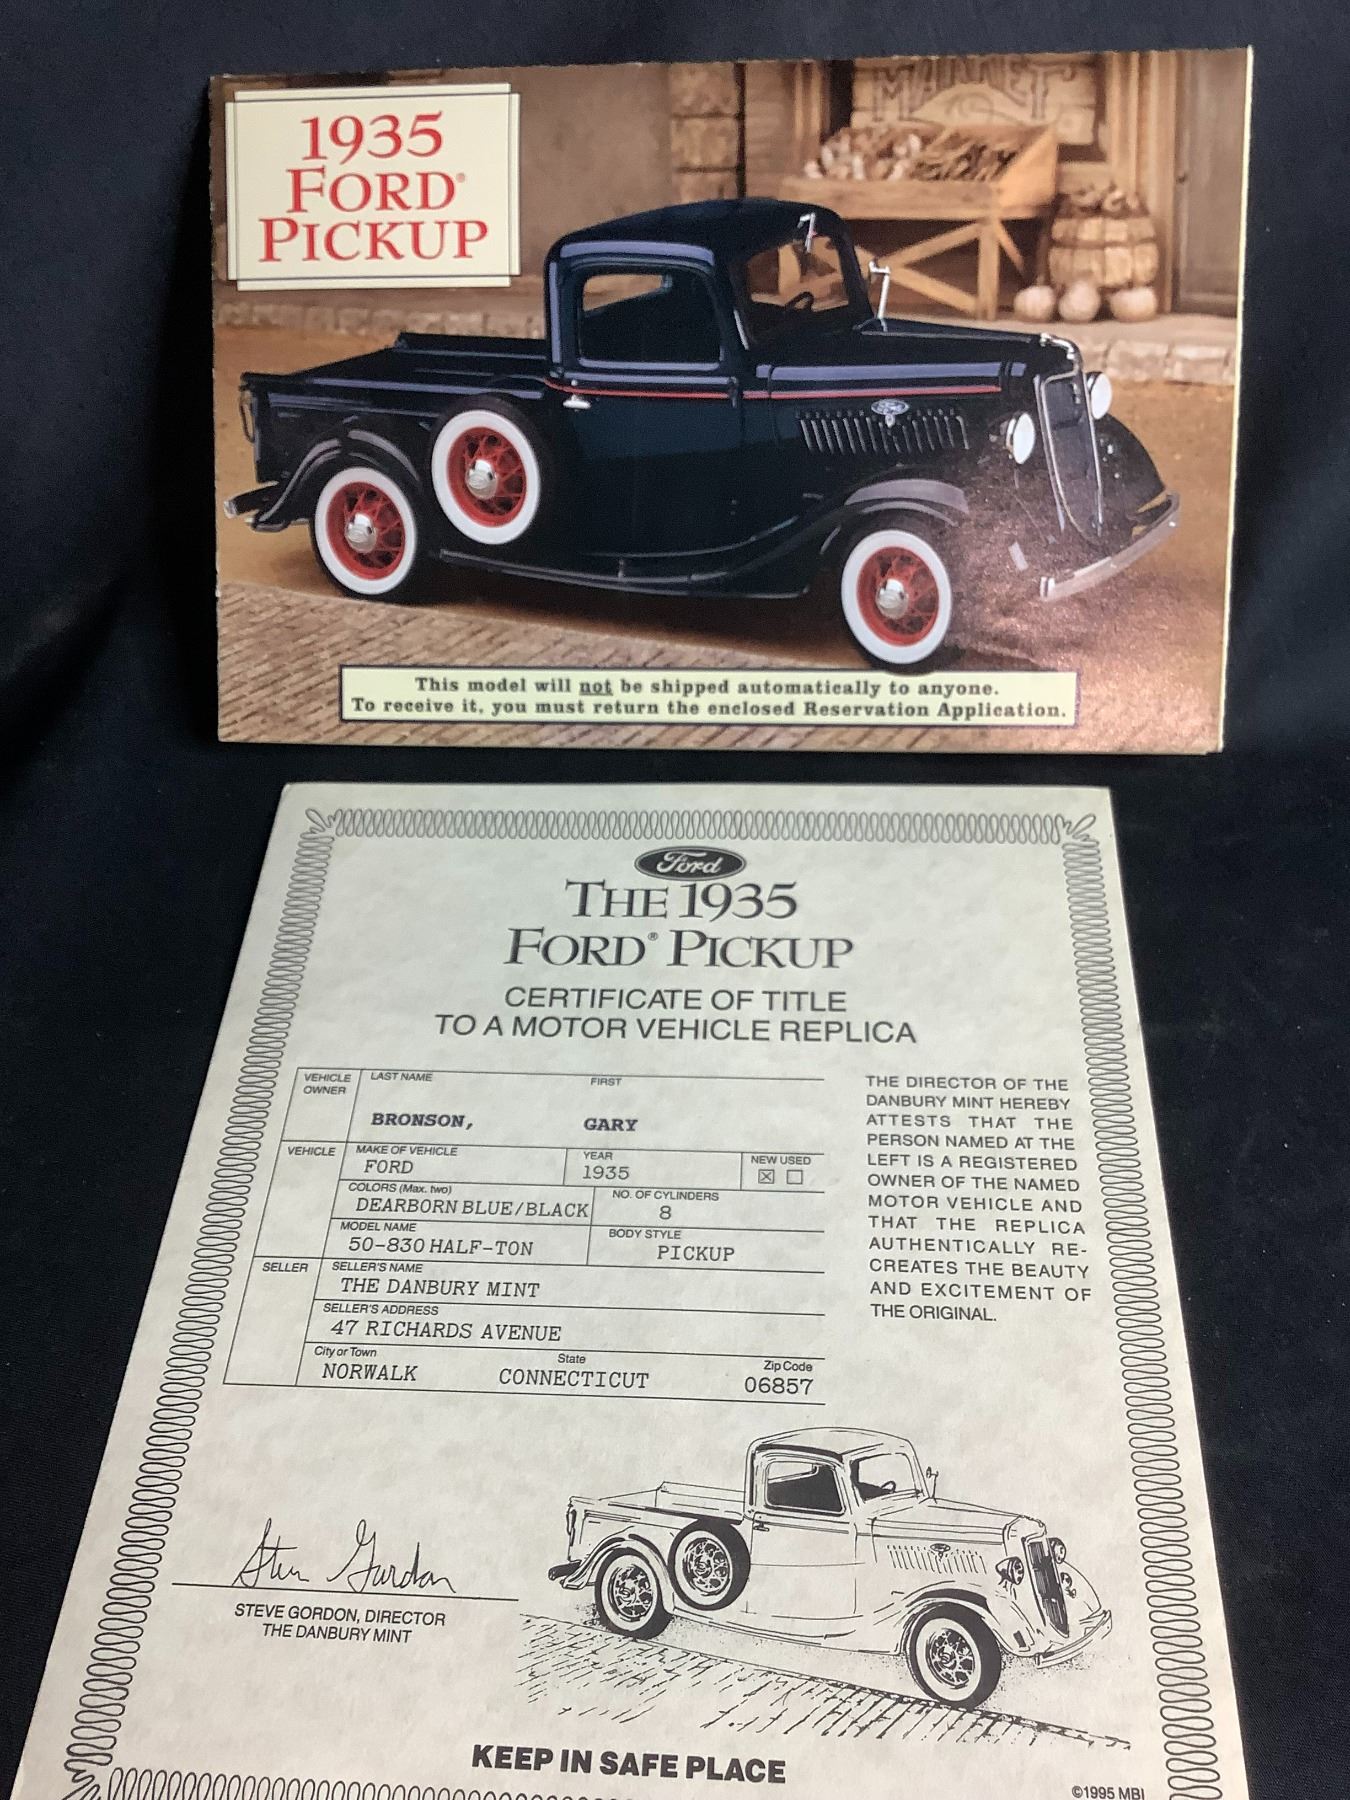 MARKET
1935
FORD®
PICKUP
Ford
This model will not be shipped automatically to anyone.
To receive it, you must return the enclosed Reservation Application.
Ford
THE 1935
FORD® PICKUP
CERTIFICATE OF TITLE
TO A MOTOR VEHICLE REPLICA
VEHICLE OWNER
LAST NAME FIRST
BRONSON, GARY
VEHICLE
MAKE OF VEHICLE YEAR NEW USED
FORD 1935 ☒ ☐
COLORS (Max. two) NO. OF CYLINDERS
DEARBORN BLUE/BLACK 8
MODEL NAME BODY STYLE
50-830 HALF-TON PICKUP
SELLER
SELLER'S NAME
THE DANBURY MINT
SELLER'S ADDRESS
47 RICHARDS AVENUE
City or Town State Zip Code
NORWALK CONNECTICUT 06857
THE DIRECTOR OF THE
DANBURY MINT HEREBY
ATTESTS THAT THE
PERSON NAMED AT THE
LEFT IS A REGISTERED
OWNER OF THE NAMED
MOTOR VEHICLE AND
THAT THE REPLICA
AUTHENTICALLY RE-
CREATES THE BEAUTY
AND EXCITEMENT OF
THE ORIGINAL.
Steve Gordon
STEVE GORDON, DIRECTOR
THE DANBURY MINT
KEEP IN SAFE PLACE
©1995 MBI